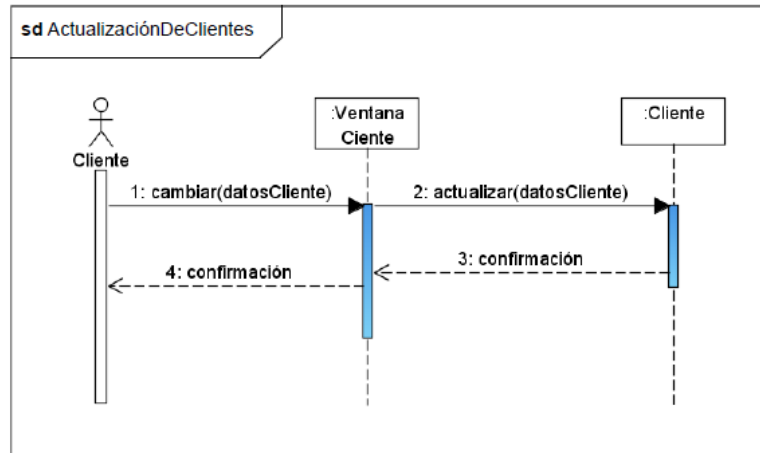 sd ActualizaciónDeClientes
:Ventana
Ciente
:Cliente
Cliente
1: cambiar(datosCliente)
2: actualizar(datosCliente)
3: confirmación
4: confirmación